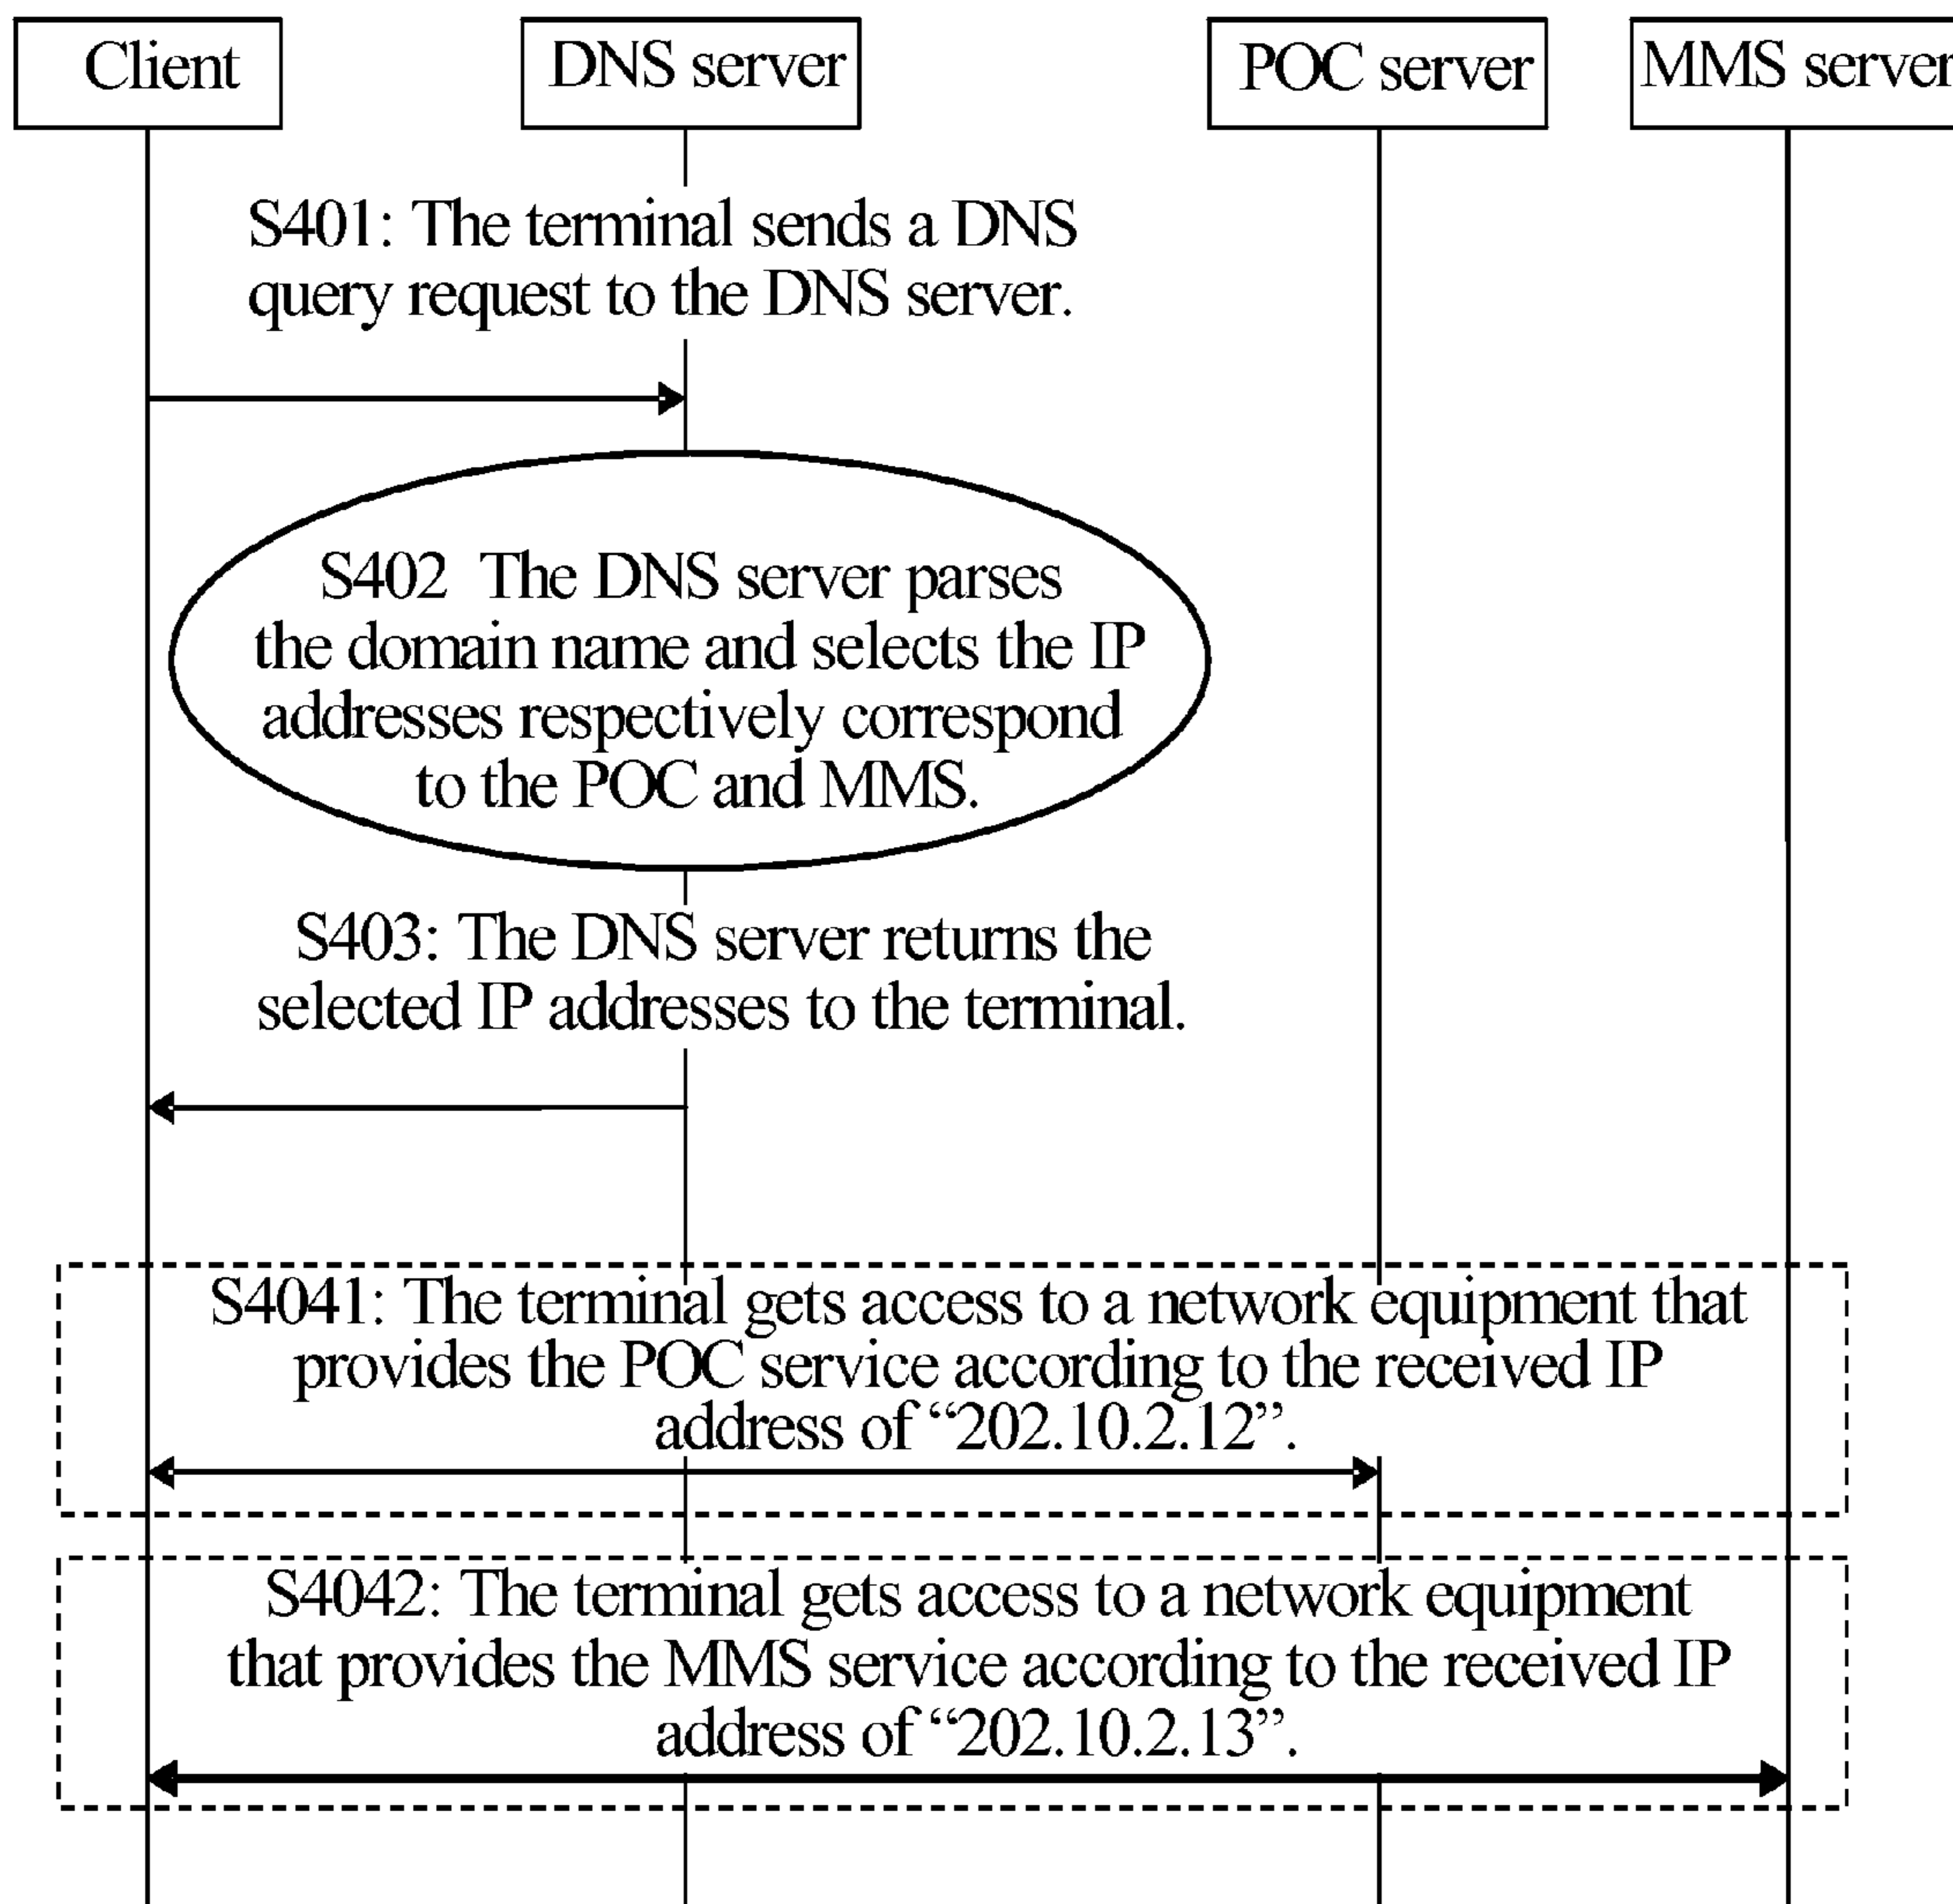 Client
DNS server
POC server
MMS server
S401: The terminal sends a DNS
query request to the DNS server.
S402 The DNS server parses
the domain name and selects the IP
addresses respectively correspond
to the POC and MMS.
S403: The DNS server returns the
selected IP addresses to the terminal.
S4041: The terminal gets access to a network equipment that
provides the POC service according to the received IP
address of “202.10.2.12”.
S4042: The terminal gets access to a network equipment
that provides the MMS service according to the received IP
address of “202.10.2.13”.